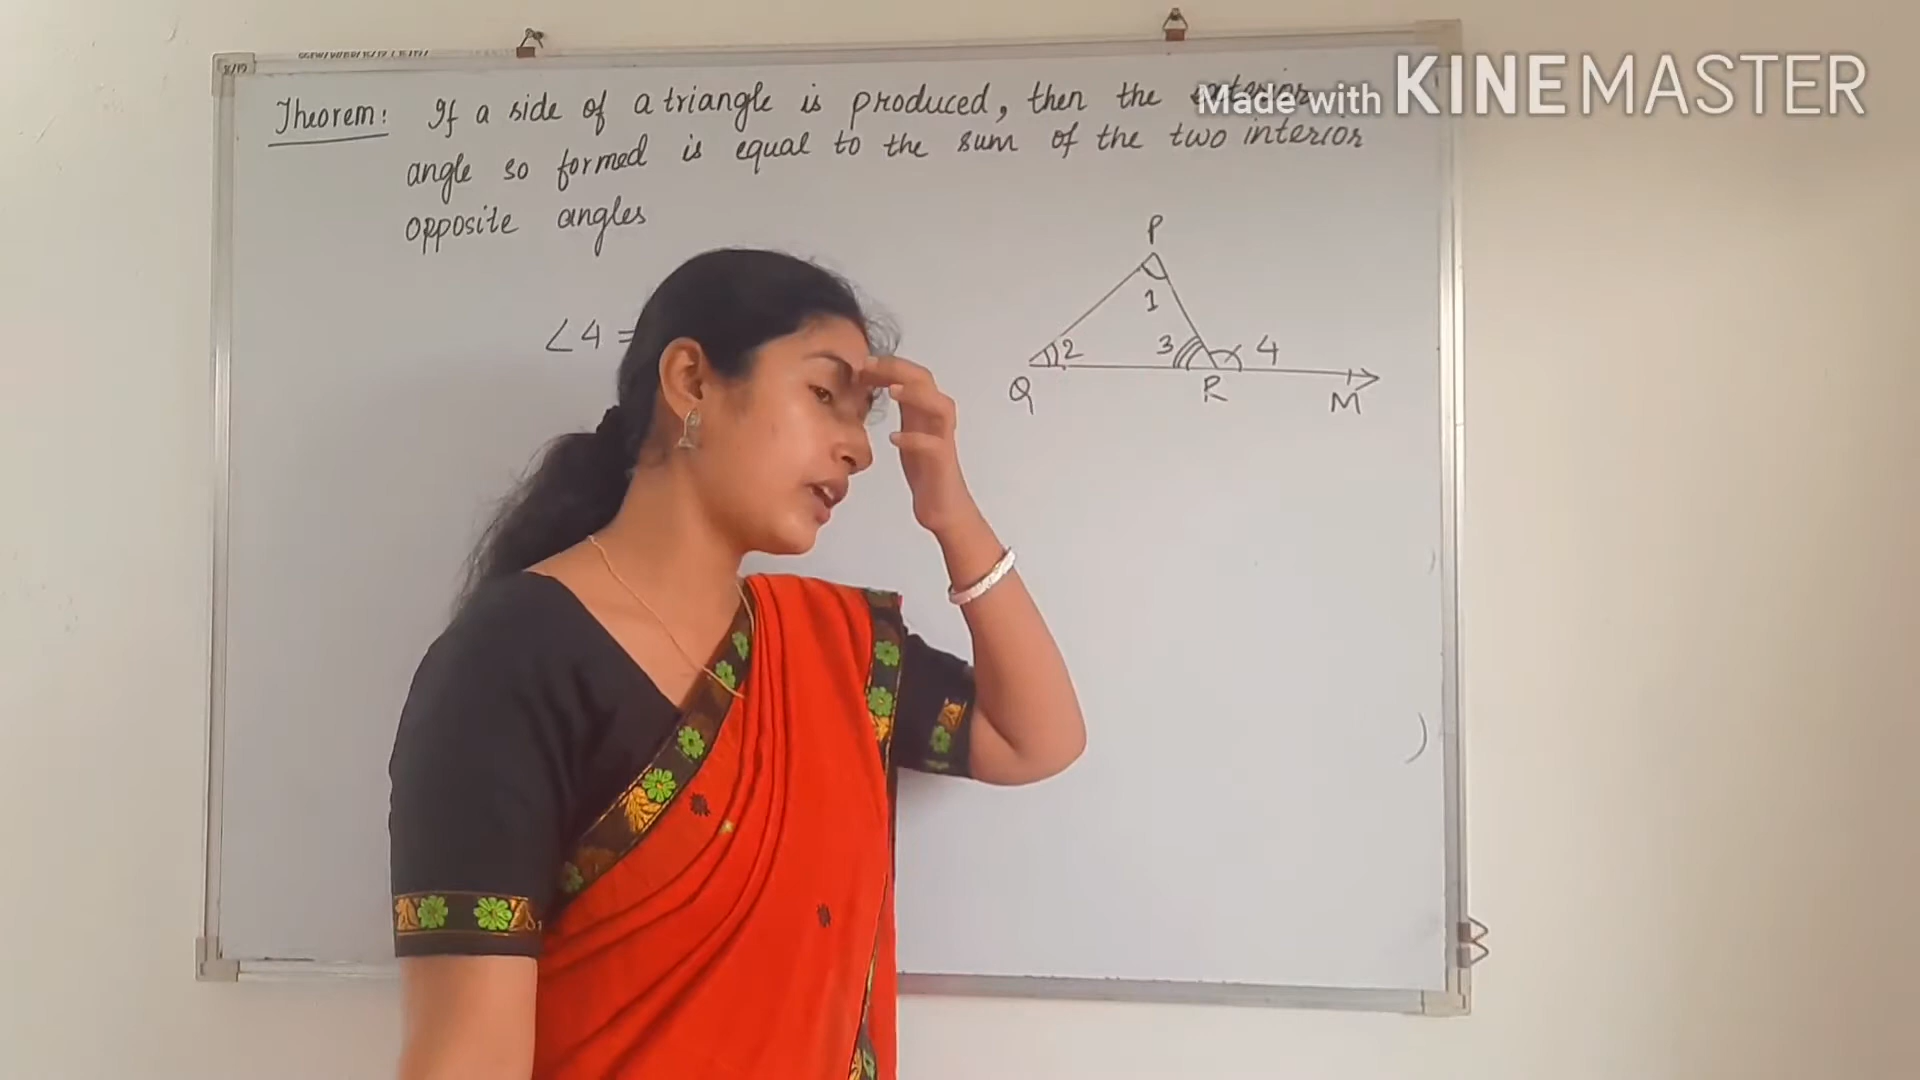 Theorem: If a side of a triangle is produced, then the exterior
Made with KINEMASTER
angle so formed is equal to the sum of the two interior
opposite angles
P
1
∠4 =
2 3 4
Q R M